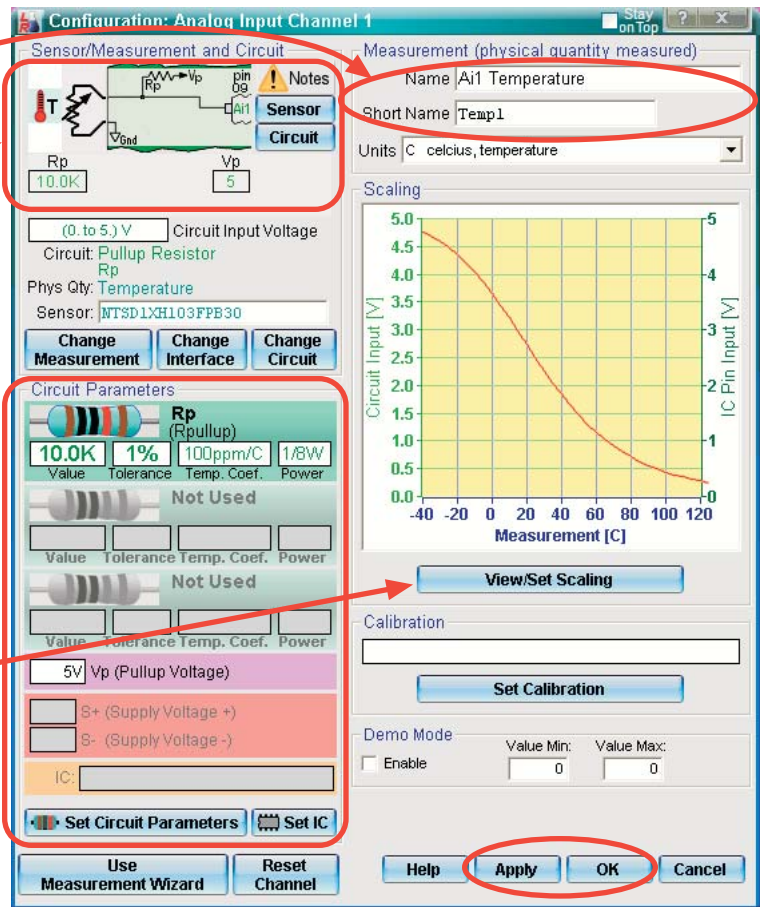 Configuration: Analog Input Channel 1
Stay
on Top
?
X
Sensor/Measurement and Circuit
T
Rp
Vp
pin
09
Ai1
Gnd
Notes
Sensor
Circuit
Rp
10.0K
Vp
5
(0. to 5.) V Circuit Input Voltage
Circuit: Pullup Resistor
Rp
Phys Qty: Temperature
Sensor: NTSD1XH103FPB30
Change Measurement
Change Interface
Change Circuit
Circuit Parameters
Rp
(Rpullup)
10.0K 1% 100ppm/C 1/8W
Value Tolerance Temp. Coef. Power
Not Used
Value Tolerance Temp. Coef. Power
Not Used
Value Tolerance Temp. Coef. Power
5V Vp (Pullup Voltage)
S+ (Supply Voltage +)
S- (Supply Voltage -)
IC:
Set Circuit Parameters
Set IC
Use
Measurement Wizard
Reset
Channel
Measurement (physical quantity measured)
Name Ai1 Temperature
Short Name Temp1
Units C celcius, temperature
Scaling
5.0
4.5
4.0
3.5
3.0
2.5
2.0
1.5
1.0
0.5
0.0
Circuit Input [V]
5
4
3
2
1
0
IC Pin Input [V]
-40 -20 0 20 40 60 80 100 120
Measurement [C]
View/Set Scaling
Calibration
Set Calibration
Demo Mode
Enable
Value Min: Value Max:
0 0
Help Apply OK Cancel